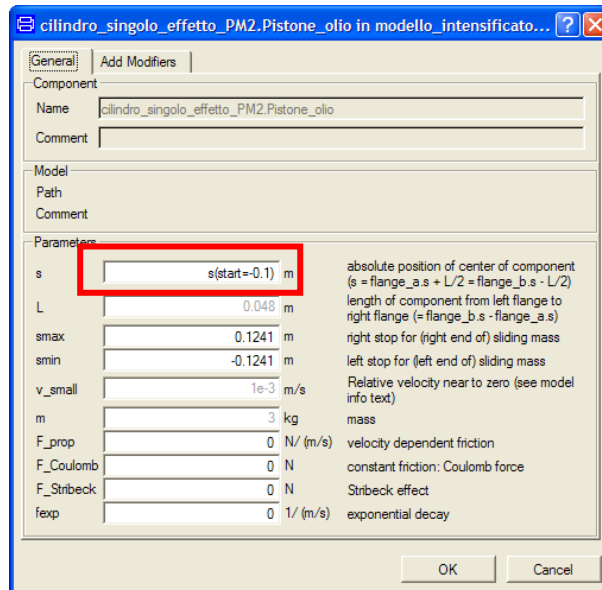 cilindro_singolo_effetto_PM2.Pistone_olio in modello_intensificato...
General Add Modifiers
Component
Name cilindro_singolo_effetto_PM2.Pistone_olio
Comment
Model
Path
Comment
Parameters
s s(start=-0.1) m absolute position of center of component
(s = flange_a.s + L/2 = flange_b.s - L/2)
L 0.048 m length of component from left flange to
right flange (= flange_b.s - flange_a.s)
smax 0.1241 m right stop for (right end of) sliding mass
smin -0.1241 m left stop for (left end of) sliding mass
v_small 1e-3 m/s Relative velocity near to zero (see model
info text)
m 3 kg mass
F_prop 0 N/ (m/s) velocity dependent friction
F_Coulomb 0 N constant friction: Coulomb force
F_Stribeck 0 N Stribeck effect
fexp 0 1/ (m/s) exponential decay
OK Cancel